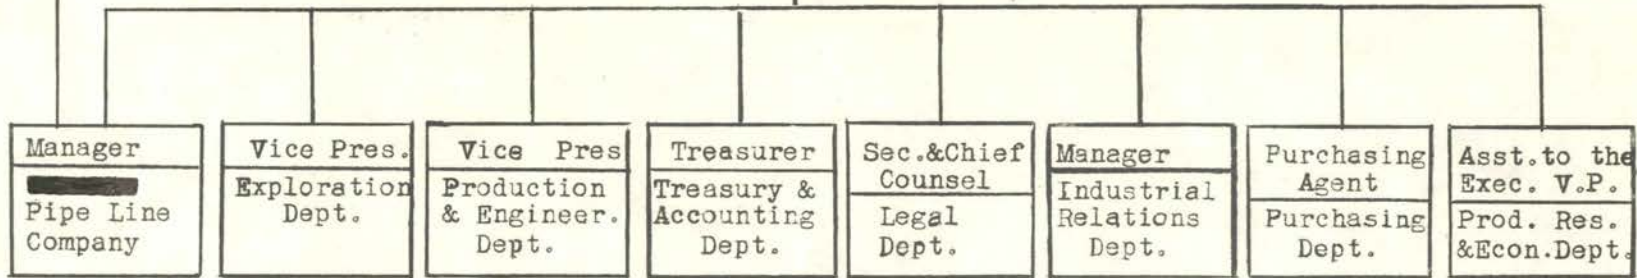 Manager
Pipe Line
Company
Vice Pres.
Exploration
Dept.
Vice Pres
Production
& Engineer.
Dept.
Treasurer
Treasury &
Accounting
Dept.
Sec.&Chief
Counsel
Legal
Dept.
Manager
Industrial
Relations
Dept.
Purchasing
Agent
Purchasing
Dept.
Asst.to the
Exec. V.P.
Prod. Res.
&Econ.Dept.